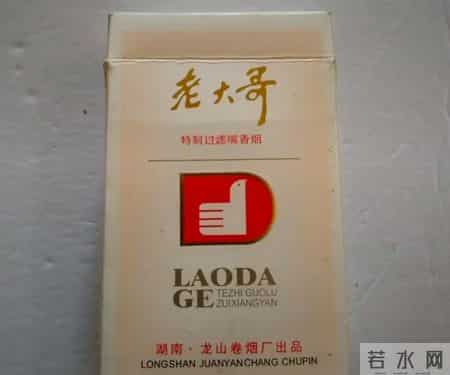 老大哥
特制过滤嘴香烟
LAODA
GE TEZHI GUOLU
ZUIXIANGYAN
湖南·龙山卷烟厂出品
LONGSHAN JUANYANCHANG CHUPIN
若水网